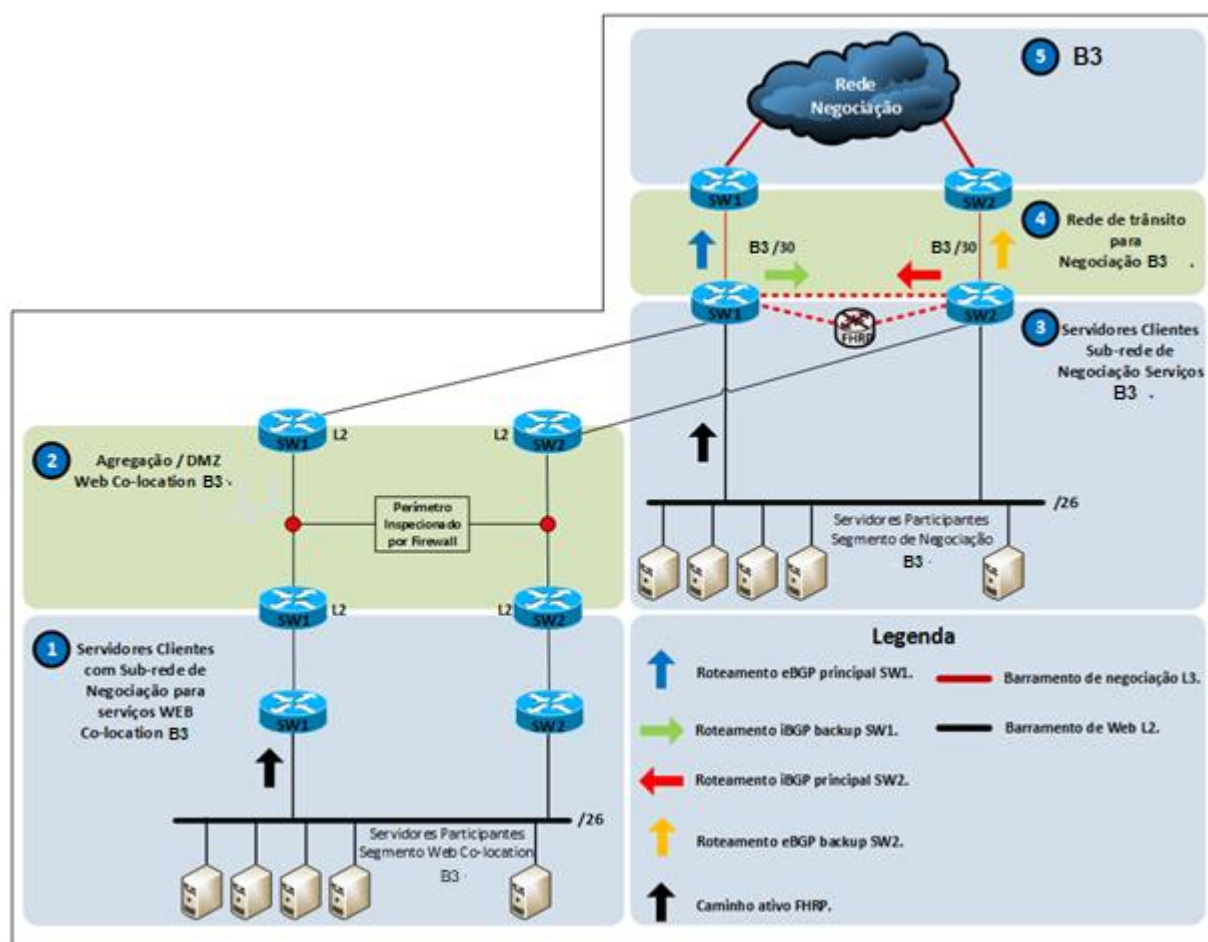 5 B3
Rede
Negociação
SW1
SW2
4 Rede de trânsito
para
Negociação B3 .
B3 /30
B3 /30
SW1
SW2
FHRP
3 Servidores Clientes
Sub-rede de
Negociação Serviços
B3 .
/26
Servidores Participantes
Segmento de Negociação
B3 .
SW1
L2
L2
SW2
2 Agregação / DMZ
Web Co-location B3 .
Perímetro
Inspecionado
por Firewall
SW1
L2
L2
SW2
1 Servidores Clientes
com Sub-rede de
Negociação para
serviços WEB
Co-location B3
SW1
SW2
/26
Servidores Participantes
Segmento Web Co-location
B3 .
Legenda
Roteamento eBGP principal SW1.
Barramento de negociação L3.
Roteamento iBGP backup SW1.
Barramento de Web L2.
Roteamento iBGP principal SW2.
Roteamento eBGP backup SW2.
Caminho ativo FHRP.